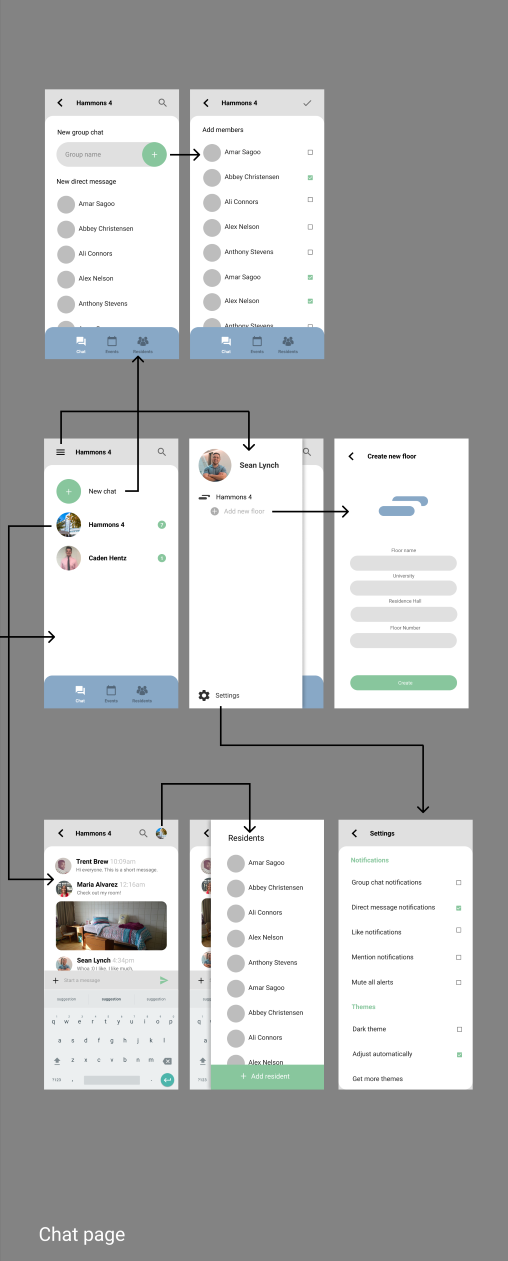 Hammons 4
New group chat
Group name
+
New direct message
Amar Sagoo
Abbey Christensen
Ali Connors
Alex Nelson
Anthony Stevens
Chat Events Residents
Hammons 4
Add members
Amar Sagoo
Abbey Christensen
Ali Connors
Alex Nelson
Anthony Stevens
Amar Sagoo
Alex Nelson
Anthony Stevens
Chat Events Residents
Hammons 4
+ New chat
Hammons 4
Caden Hentz
Chat Events Residents
Sean Lynch
Hammons 4
Add new floor
Settings
Create new floor
Floor name
University
Residence Hall
Floor Number
Create
Hammons 4
Trent Brew 10:09am
Hi everyone. This is a short message.
Maria Alvarez 12:16am
Check out my room!
Sean Lynch 4:34pm
Whoa :0 I like. I like much.
+ Start a message
suggestion suggestion suggestion
q w e r t y u i o p
a s d f g h j k l
z x c v b n m
?123 , .
Residents
Amar Sagoo
Abbey Christensen
Ali Connors
Alex Nelson
Anthony Stevens
Amar Sagoo
Abbey Christensen
Ali Connors
Alex Nelson
+ Add resident
Settings
Notifications
Group chat notifications
Direct message notifications
Like notifications
Mention notifications
Mute all alerts
Themes
Dark theme
Adjust automatically
Get more themes
Chat page